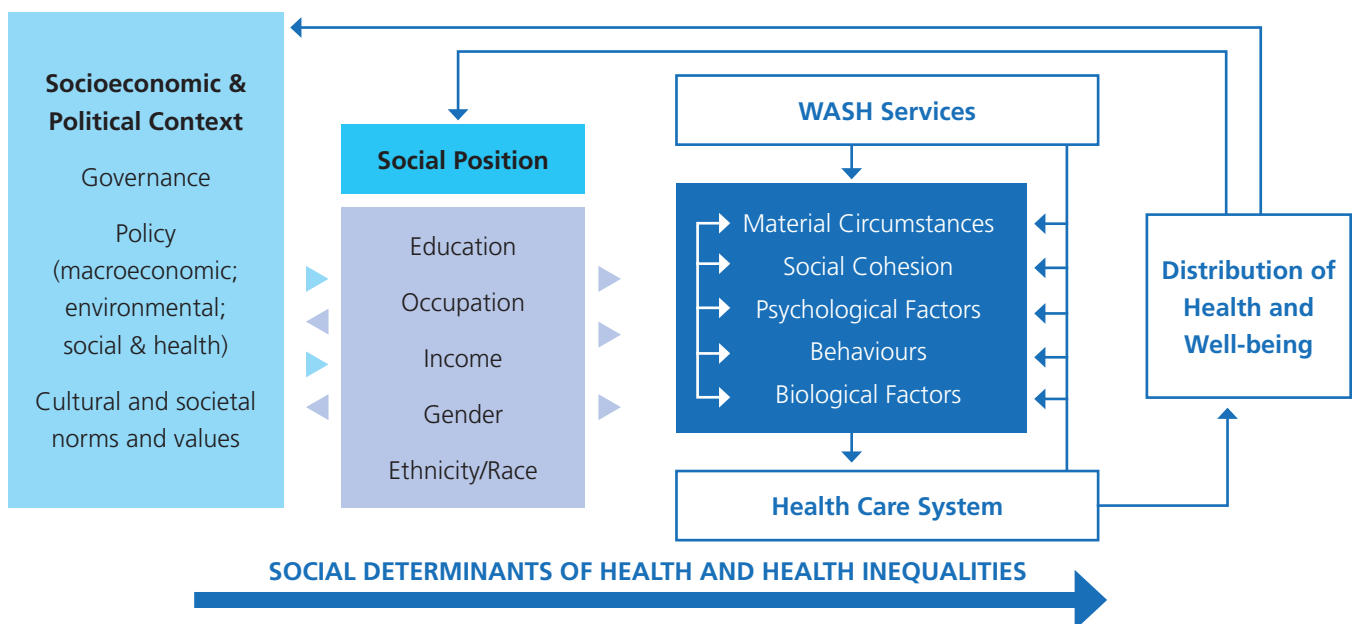 Socioeconomic &
Political Context
Governance
Policy
(macroeconomic;
environmental;
social & health)
Cultural and societal
norms and values
Social Position
Education
Occupation
Income
Gender
Ethnicity/Race
WASH Services
Material Circumstances
Social Cohesion
Psychological Factors
Behaviours
Biological Factors
Health Care System
Distribution of
Health and
Well-being
SOCIAL DETERMINANTS OF HEALTH AND HEALTH INEQUALITIES